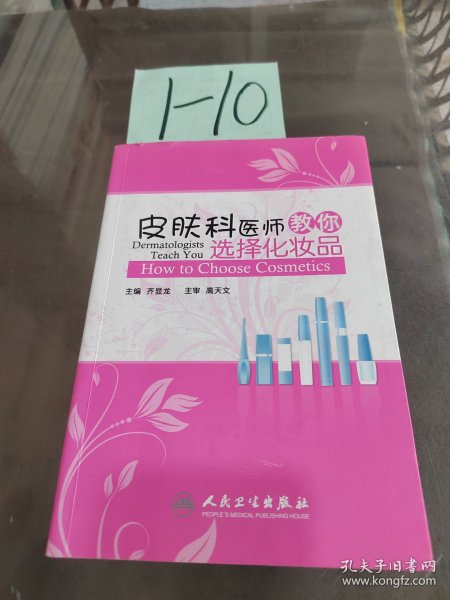 1-10
皮肤科医师教你
Dermatologists
Teach You
选择化妆品
How to Choose Cosmetics
主编 齐显龙 主审 高天文
人民卫生出版社
PEOPLE'S MEDICAL PUBLISHING HOUSE
孔夫子旧书网
www.kongfz.com